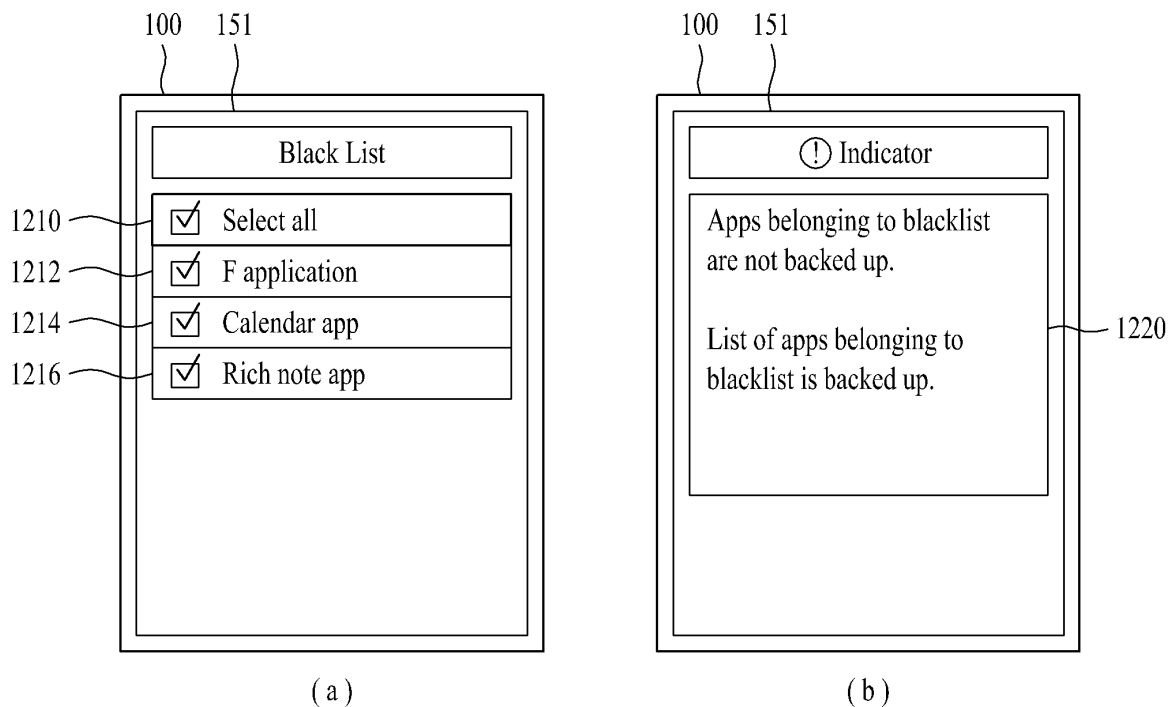 100 151
Black List
1210 Select all
1212 F application
1214 Calendar app
1216 Rich note app
(a)
100 151
! Indicator
Apps belonging to blacklist
are not backed up.
List of apps belonging to
blacklist is backed up.
1220
(b)